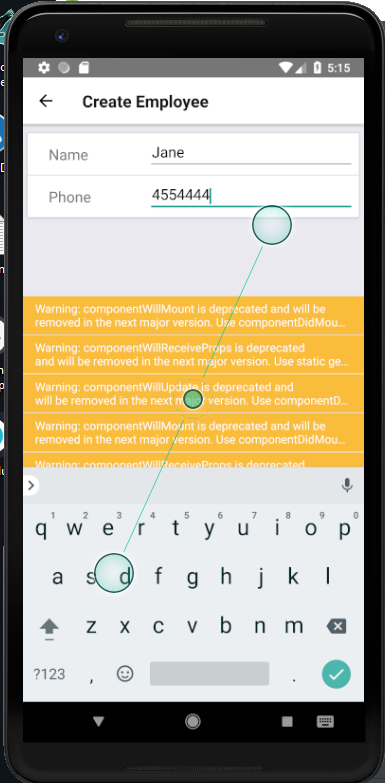 5:15
Create Employee
Name
Jane
Phone
4554444
Warning: componentWillMount is deprecated and will be
removed in the next major version. Use componentDidMou...
Warning: componentWillReceiveProps is deprecated
and will be removed in the next major version. Use static ge...
Warning: componentWillUpdate is deprecated and
will be removed in the next major version. Use componentD...
Warning: componentWillMount is deprecated and will be
removed in the next major version. Use componentDidMou...
Warning: componentWillReceiveProps is deprecated
1 2 3 4 5 6 7 8 9 0
q w e r t y u i o p
a s d f g h j k l
z x c v b n m
?123 , .